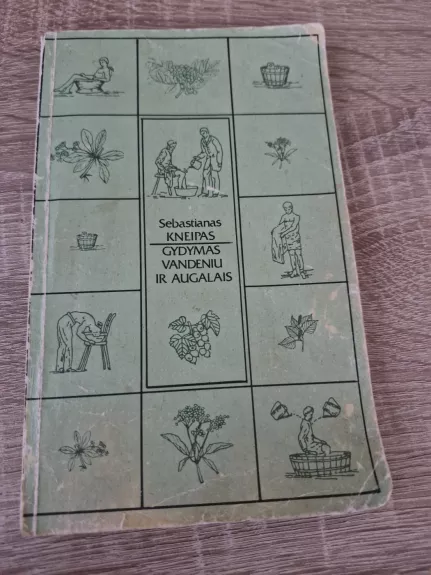 Sebastianas
KNEIPAS
GYDYMAS
VANDENIU
IR AUGALAIS